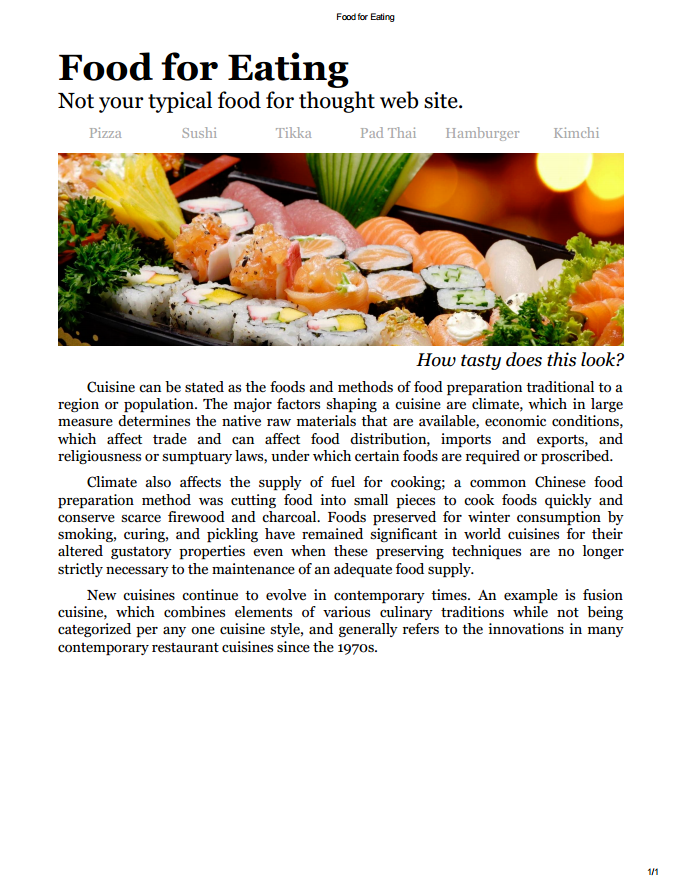 Food for Eating
Food for Eating
Not your typical food for thought web site.
Pizza Sushi Tikka Pad Thai Hamburger Kimchi
How tasty does this look?
Cuisine can be stated as the foods and methods of food preparation traditional to a
region or population. The major factors shaping a cuisine are climate, which in large
measure determines the native raw materials that are available, economic conditions,
which affect trade and can affect food distribution, imports and exports, and
religiousness or sumptuary laws, under which certain foods are required or proscribed.
Climate also affects the supply of fuel for cooking; a common Chinese food
preparation method was cutting food into small pieces to cook foods quickly and
conserve scarce firewood and charcoal. Foods preserved for winter consumption by
smoking, curing, and pickling have remained significant in world cuisines for their
altered gustatory properties even when these preserving techniques are no longer
strictly necessary to the maintenance of an adequate food supply.
New cuisines continue to evolve in contemporary times. An example is fusion
cuisine, which combines elements of various culinary traditions while not being
categorized per any one cuisine style, and generally refers to the innovations in many
contemporary restaurant cuisines since the 1970s.
1/1